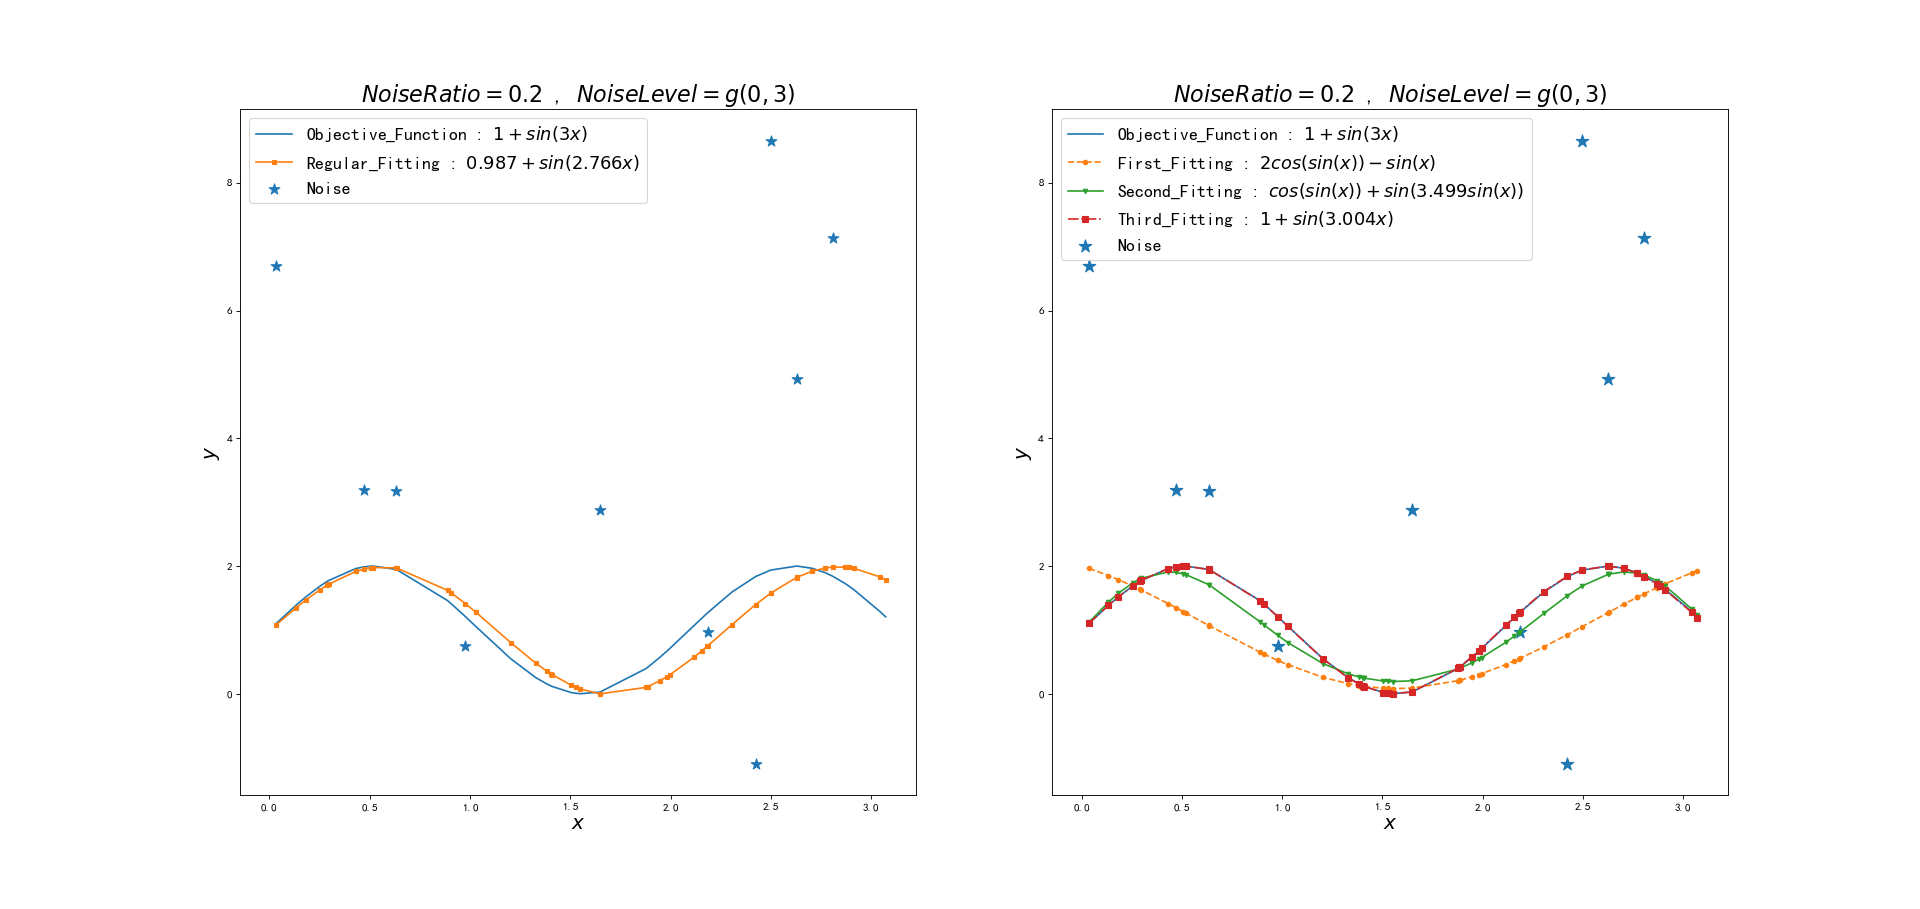 NoiseRatio = 0.2 , NoiseLevel = g(0, 3)
Objective_Function : 1 + sin(3x)
Regular_Fitting : 0.987 + sin(2.766x)
Noise
8
6
4
2
0
y
0.0 0.5 1.0 1.5 2.0 2.5 3.0
x
NoiseRatio = 0.2 , NoiseLevel = g(0, 3)
Objective_Function : 1 + sin(3x)
First_Fitting : 2cos(sin(x)) − sin(x)
Second_Fitting : cos(sin(x)) + sin(3.499sin(x))
Third_Fitting : 1 + sin(3.004x)
Noise
8
6
4
2
0
y
0.0 0.5 1.0 1.5 2.0 2.5 3.0
x